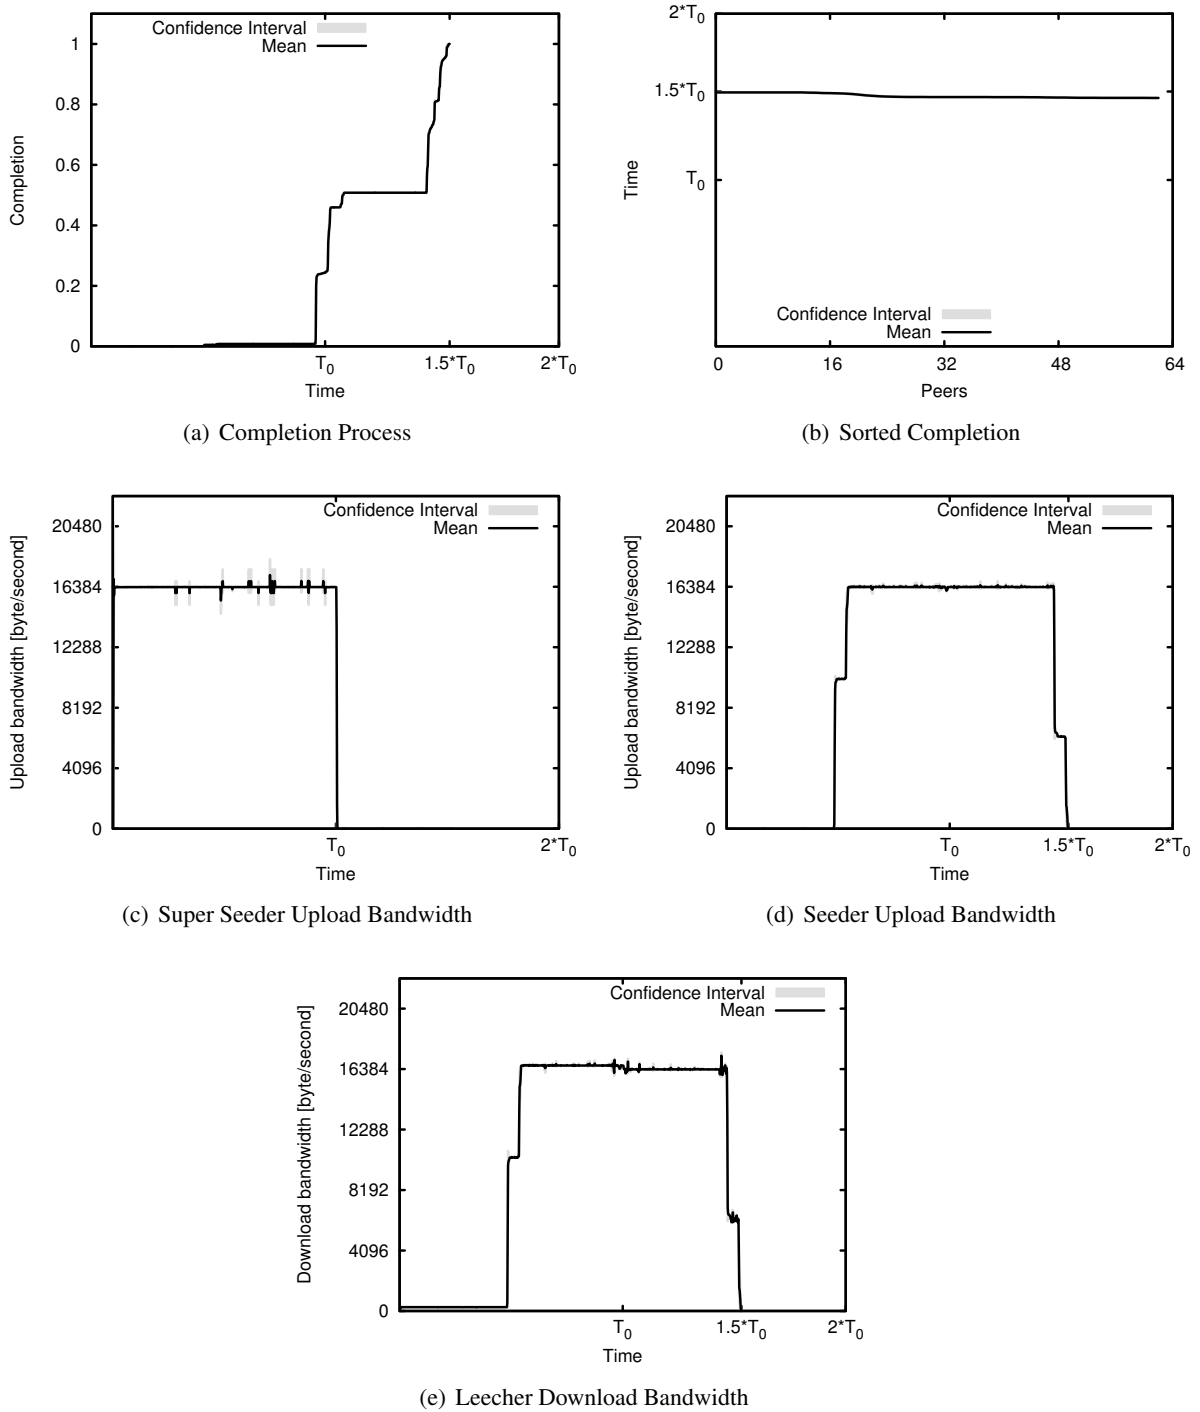 Confidence Interval
Mean
1
0.8
0.6
0.4
0.2
0
Completion
T0
1.5*T0
2*T0
Time
(a) Completion Process
2*T0
1.5*T0
T0
Time
Confidence Interval
Mean
0
16
32
48
64
Peers
(b) Sorted Completion
Confidence Interval
Mean
20480
16384
12288
8192
4096
0
Upload bandwidth [byte/second]
T0
2*T0
Time
(c) Super Seeder Upload Bandwidth
Confidence Interval
Mean
20480
16384
12288
8192
4096
0
Upload bandwidth [byte/second]
T0
1.5*T0
2*T0
Time
(d) Seeder Upload Bandwidth
Confidence Interval
Mean
20480
16384
12288
8192
4096
0
Download bandwidth [byte/second]
T0
1.5*T0
2*T0
Time
(e) Leecher Download Bandwidth